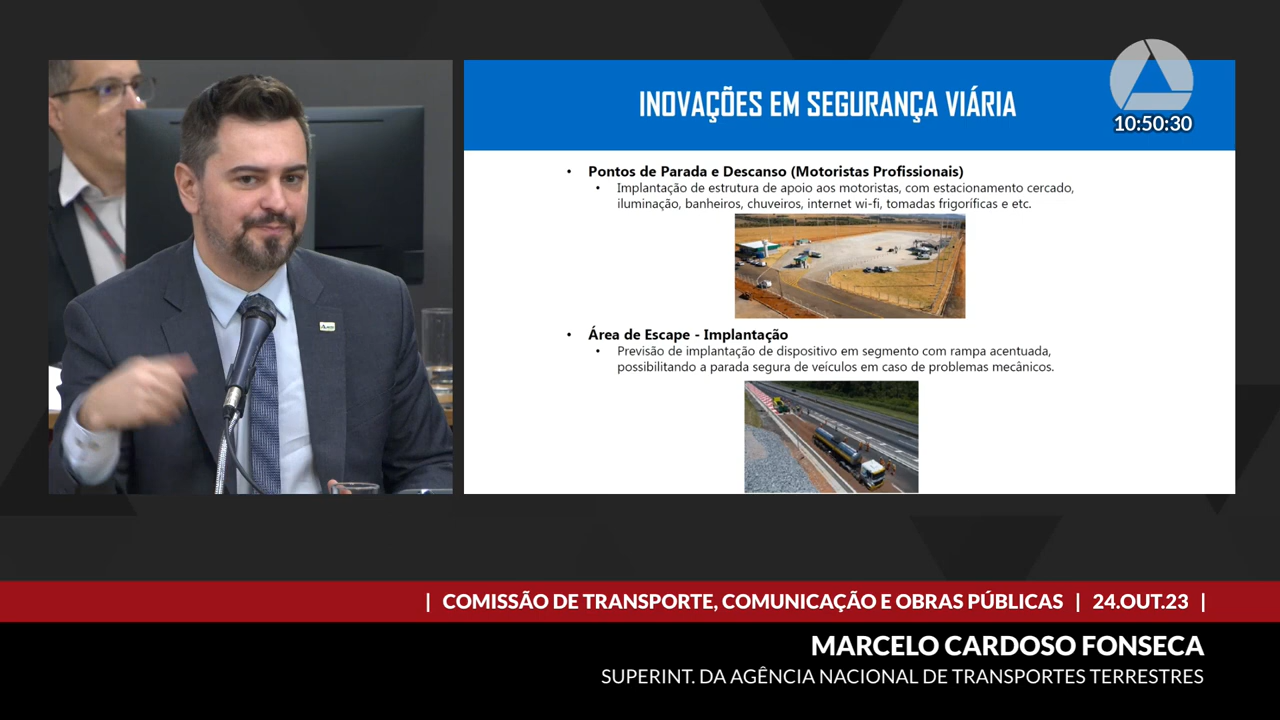 10:50:30
INOVAÇÕES EM SEGURANÇA VIÁRIA
• Pontos de Parada e Descanso (Motoristas Profissionais)
• Implantação de estrutura de apoio aos motoristas, com estacionamento cercado,
iluminação, banheiros, chuveiros, internet wi-fi, tomadas frigoríficas e etc.
• Área de Escape - Implantação
• Previsão de implantação de dispositivo em segmento com rampa acentuada,
possibilitando a parada segura de veículos em caso de problemas mecânicos.
| COMISSÃO DE TRANSPORTE, COMUNICAÇÃO E OBRAS PÚBLICAS | 24.OUT.23 |
MARCELO CARDOSO FONSECA
SUPERINT. DA AGÊNCIA NACIONAL DE TRANSPORTES TERRESTRES